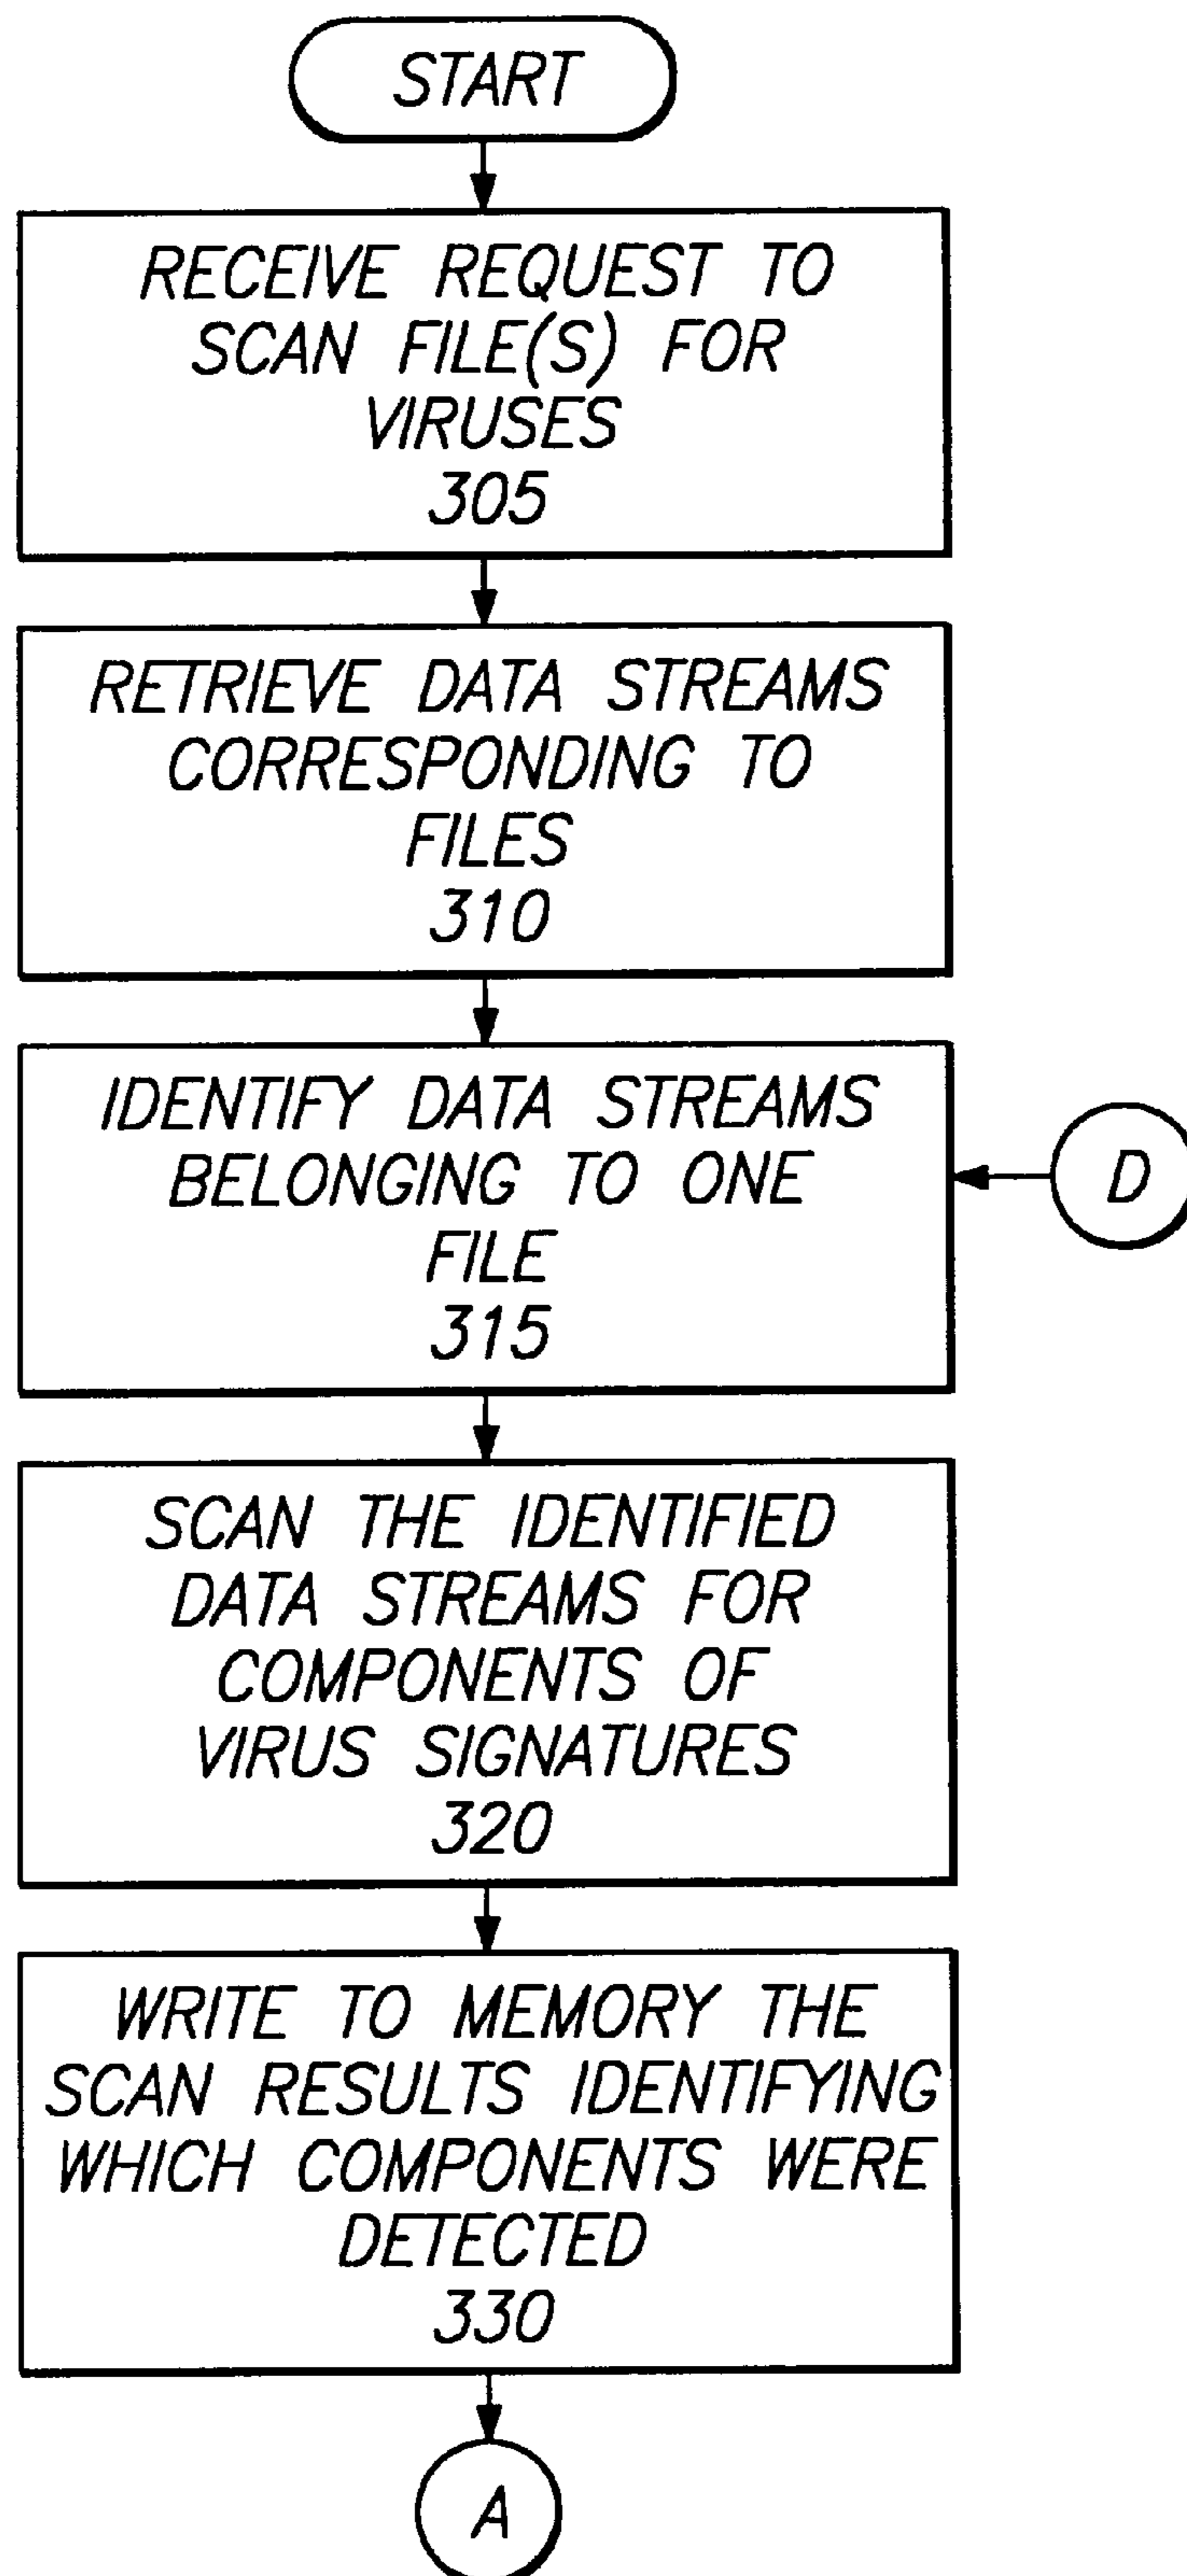 START
RECEIVE REQUEST TO
SCAN FILE(S) FOR
VIRUSES
305
RETRIEVE DATA STREAMS
CORRESPONDING TO
FILES
310
IDENTIFY DATA STREAMS
BELONGING TO ONE
FILE
315
D
SCAN THE IDENTIFIED
DATA STREAMS FOR
COMPONENTS OF
VIRUS SIGNATURES
320
WRITE TO MEMORY THE
SCAN RESULTS IDENTIFYING
WHICH COMPONENTS WERE
DETECTED
330
A